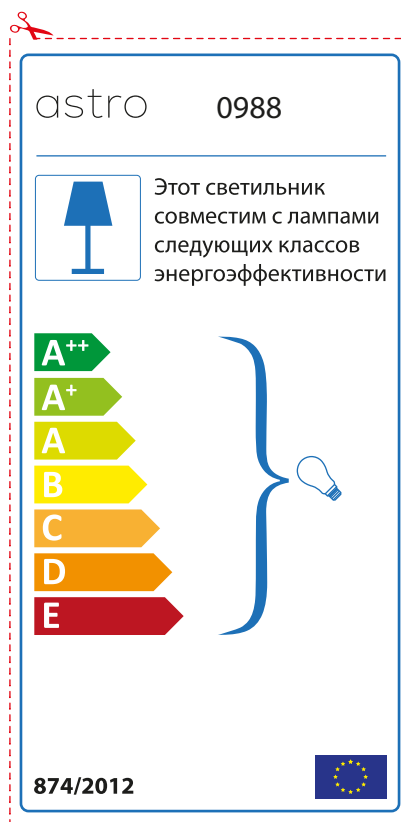 astro 0988
Этот светильник
совместим с лампами
следующих классов
энергоэффективности
A++
A+
A
B
C
D
E
874/2012